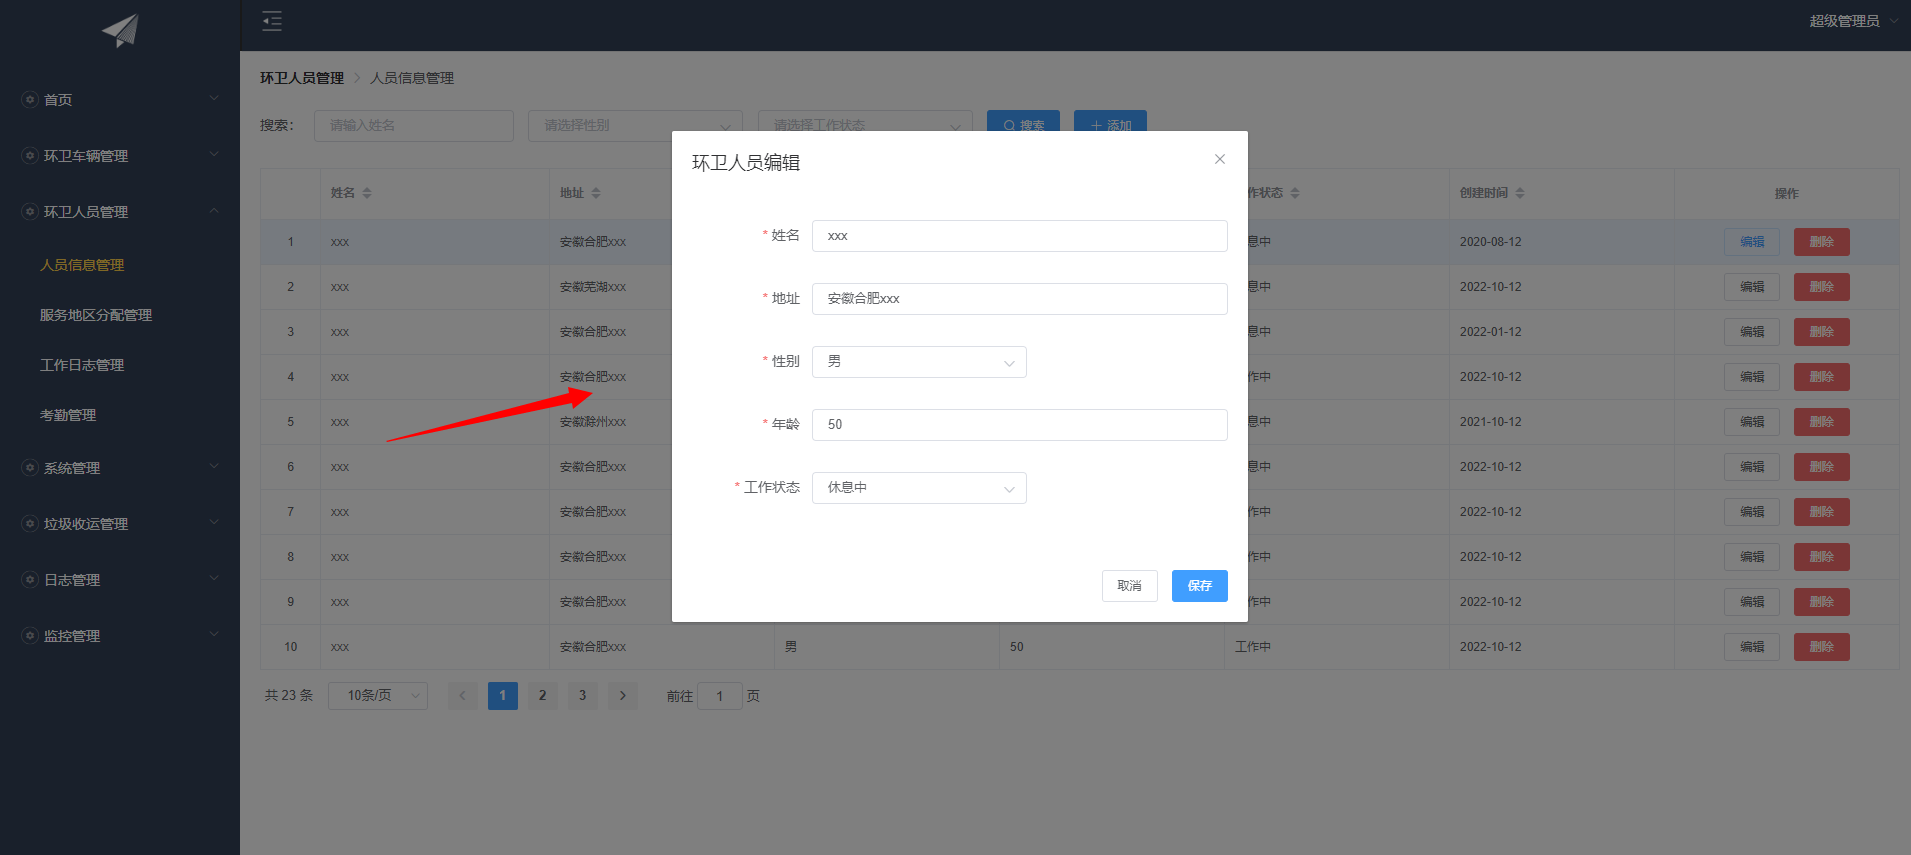 超级管理员
首页
环卫车辆管理
环卫人员管理
人员信息管理
服务地区分配管理
工作日志管理
考勤管理
系统管理
垃圾收运管理
日志管理
监控管理
环卫人员管理 > 人员信息管理
搜索: 请输入姓名 请选择性别 请选择工作状态 搜索 + 添加
姓名 地址 作状态 创建时间 操作
1 xxx 安徽合肥xxx 息中 2020-08-12 编辑 删除
2 xxx 安徽芜湖xxx 息中 2022-10-12 编辑 删除
3 xxx 安徽合肥xxx 息中 2022-01-12 编辑 删除
4 xxx 安徽合肥xxx 作中 2022-10-12 编辑 删除
5 xxx 安徽滁州xxx 息中 2021-10-12 编辑 删除
6 xxx 安徽合肥xxx 息中 2022-10-12 编辑 删除
7 xxx 安徽合肥xxx 作中 2022-10-12 编辑 删除
8 xxx 安徽合肥xxx 作中 2022-10-12 编辑 删除
9 xxx 安徽合肥xxx 作中 2022-10-12 编辑 删除
10 xxx 安徽合肥xxx 男 50 工作中 2022-10-12 编辑 删除
共 23 条 10条/页 < 1 2 3 > 前往 1 页
环卫人员编辑
* 姓名 xxx
* 地址 安徽合肥xxx
* 性别 男
* 年龄 50
* 工作状态 休息中
取消 保存